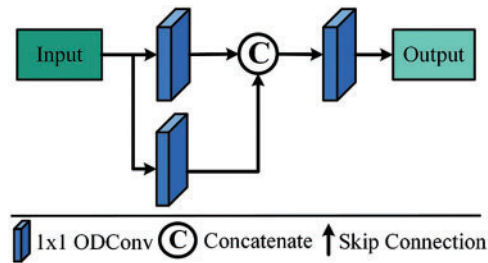 Input
C
Output
1x1 ODConv C Concatenate Skip Connection